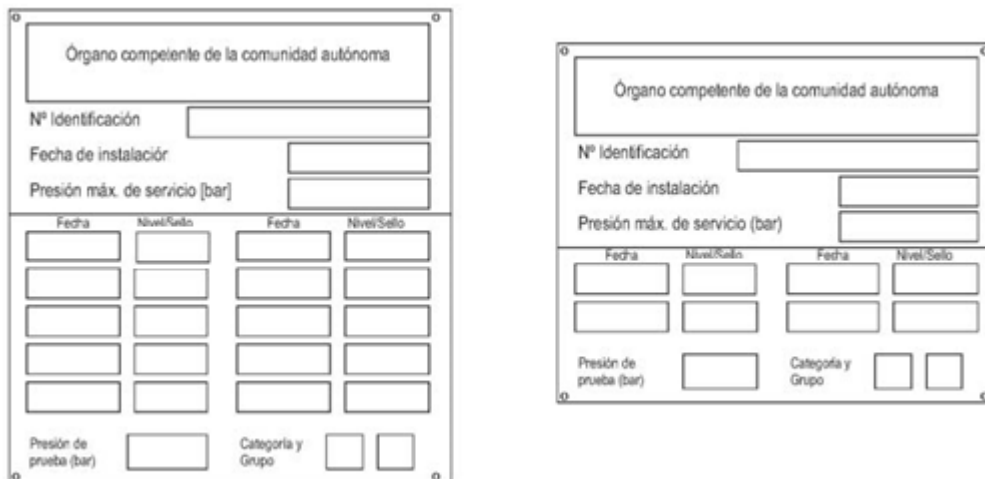 Órgano competente de la comunidad autónoma
Nº Identificación
Fecha de instalación
Presión máx. de servicio [bar]
Fecha Nivel/Sello Fecha Nivel/Sello
Presión de
prueba (bar)
Categoría y
Grupo
Órgano competente de la comunidad autónoma
Nº Identificación
Fecha de instalación
Presión máx. de servicio (bar)
Fecha Nivel/Sello Fecha Nivel/Sello
Presión de
prueba (bar)
Categoría y
Grupo